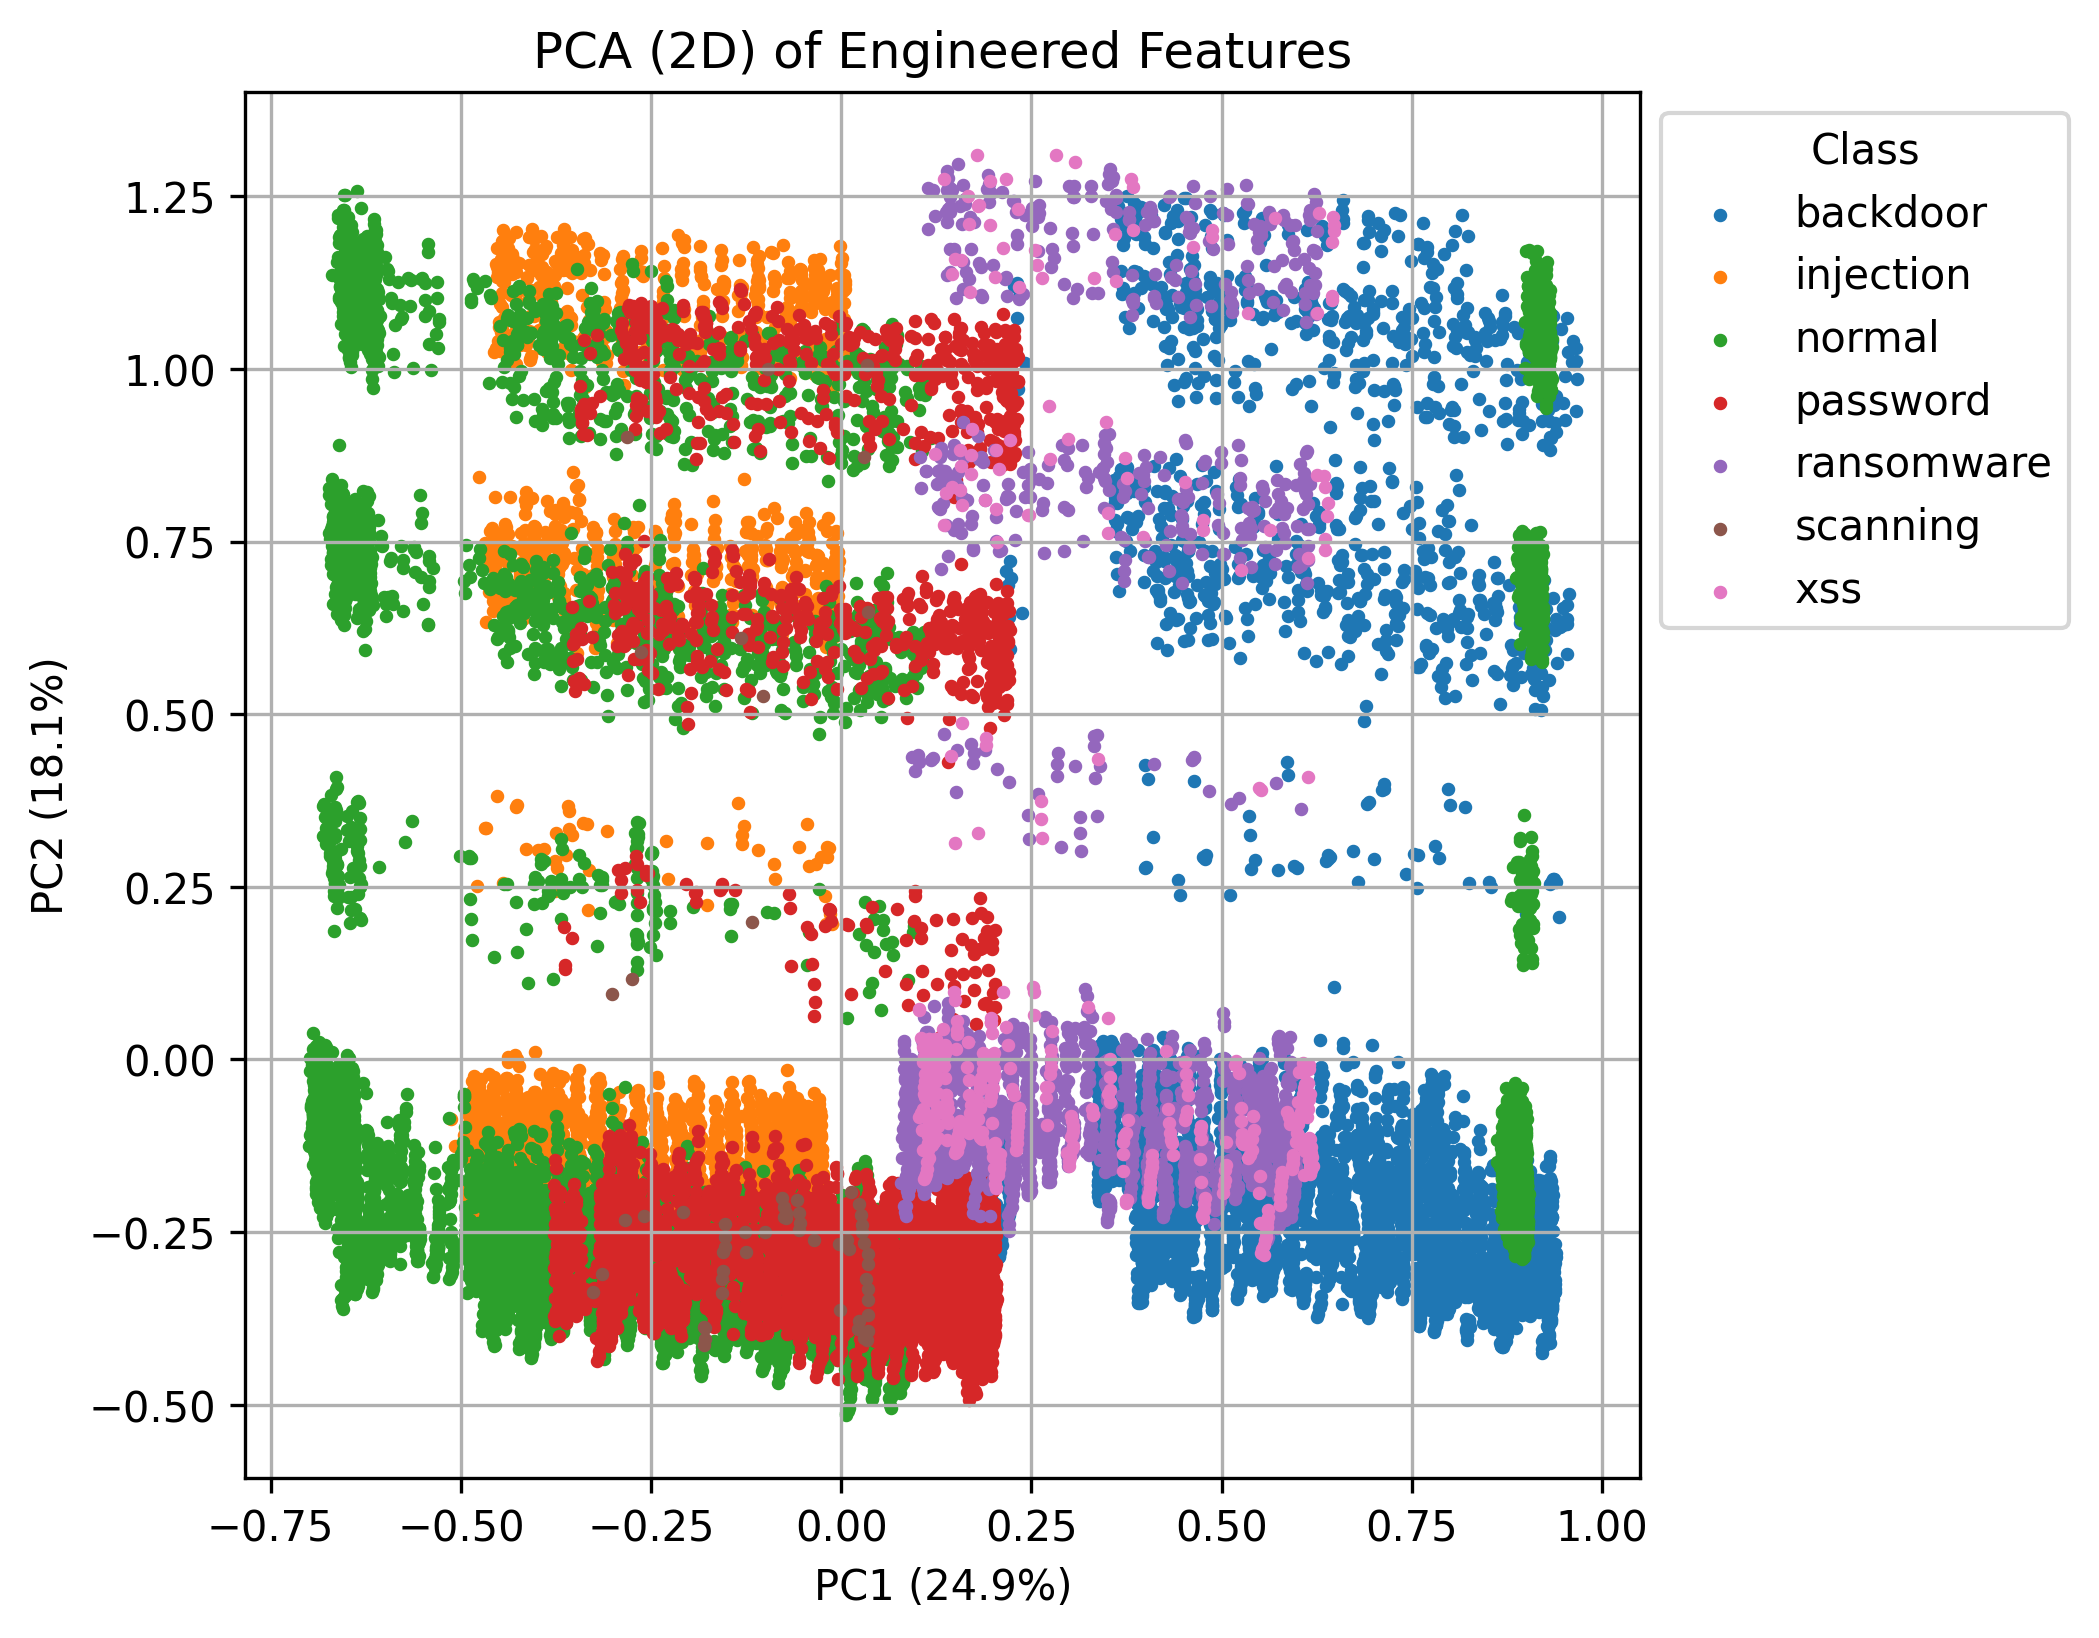 PCA (2D) of Engineered Features
Class
backdoor
injection
normal
password
ransomware
scanning
xss
1.25
1.00
0.75
0.50
0.25
0.00
−0.25
−0.50
PC2 (18.1%)
−0.75 −0.50 −0.25 0.00 0.25 0.50 0.75 1.00
PC1 (24.9%)